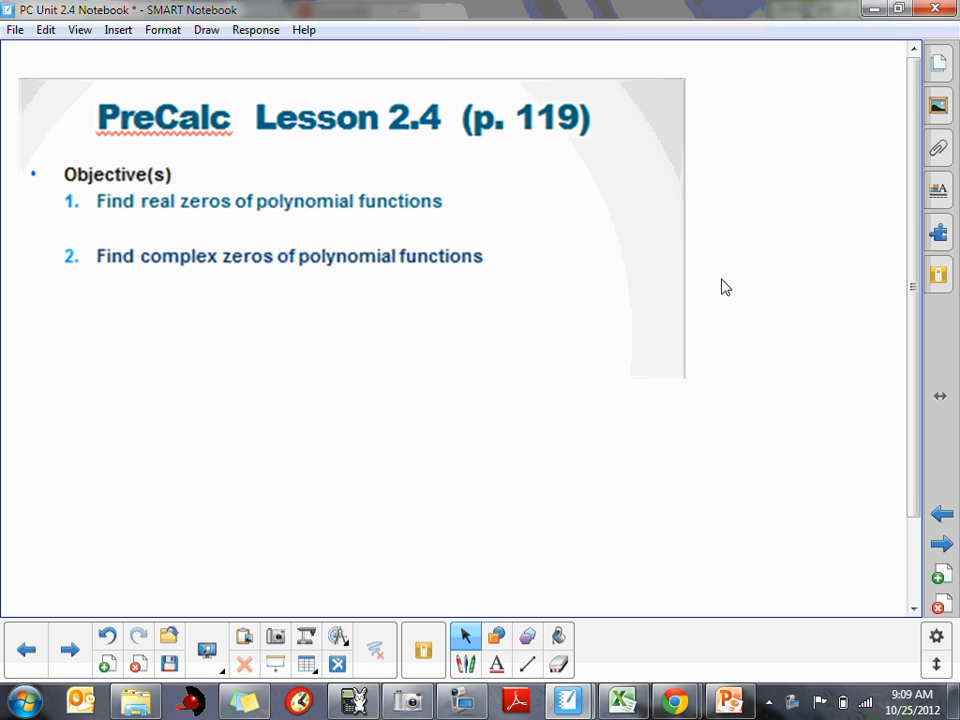 PC Unit 2.4 Notebook * - SMART Notebook
File Edit View Insert Format Draw Response Help
PreCalc Lesson 2.4 (p. 119)
• Objective(s)
1. Find real zeros of polynomial functions
2. Find complex zeros of polynomial functions
9:09 AM
10/25/2012